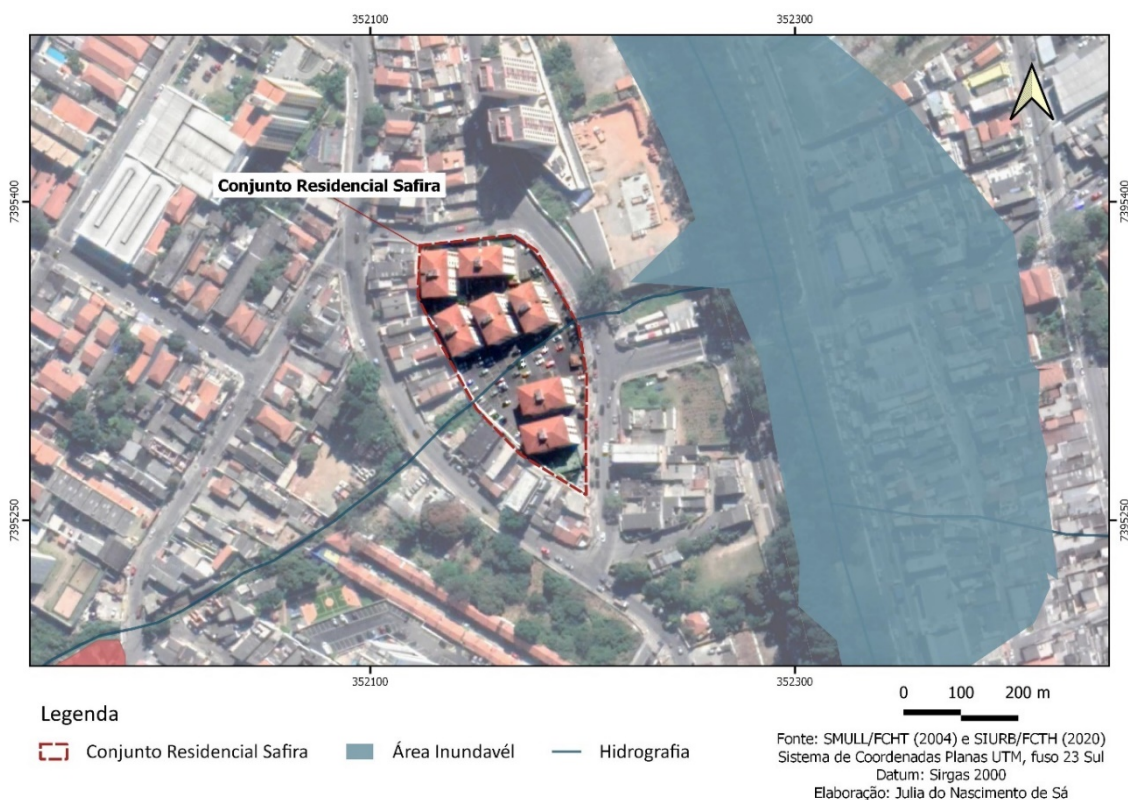 352100 352300
Conjunto Residencial Safira
7395400 7395400
7395250 7395250
352100 352300
Legenda
Conjunto Residencial Safira Área Inundavél Hidrografia
0 100 200 m
Fonte: SMULL/FCHT (2004) e SIURB/FCTH (2020)
Sistema de Coordenadas Planas UTM, fuso 23 Sul
Datum: Sirgas 2000
Elaboração: Julia do Nascimento de Sá